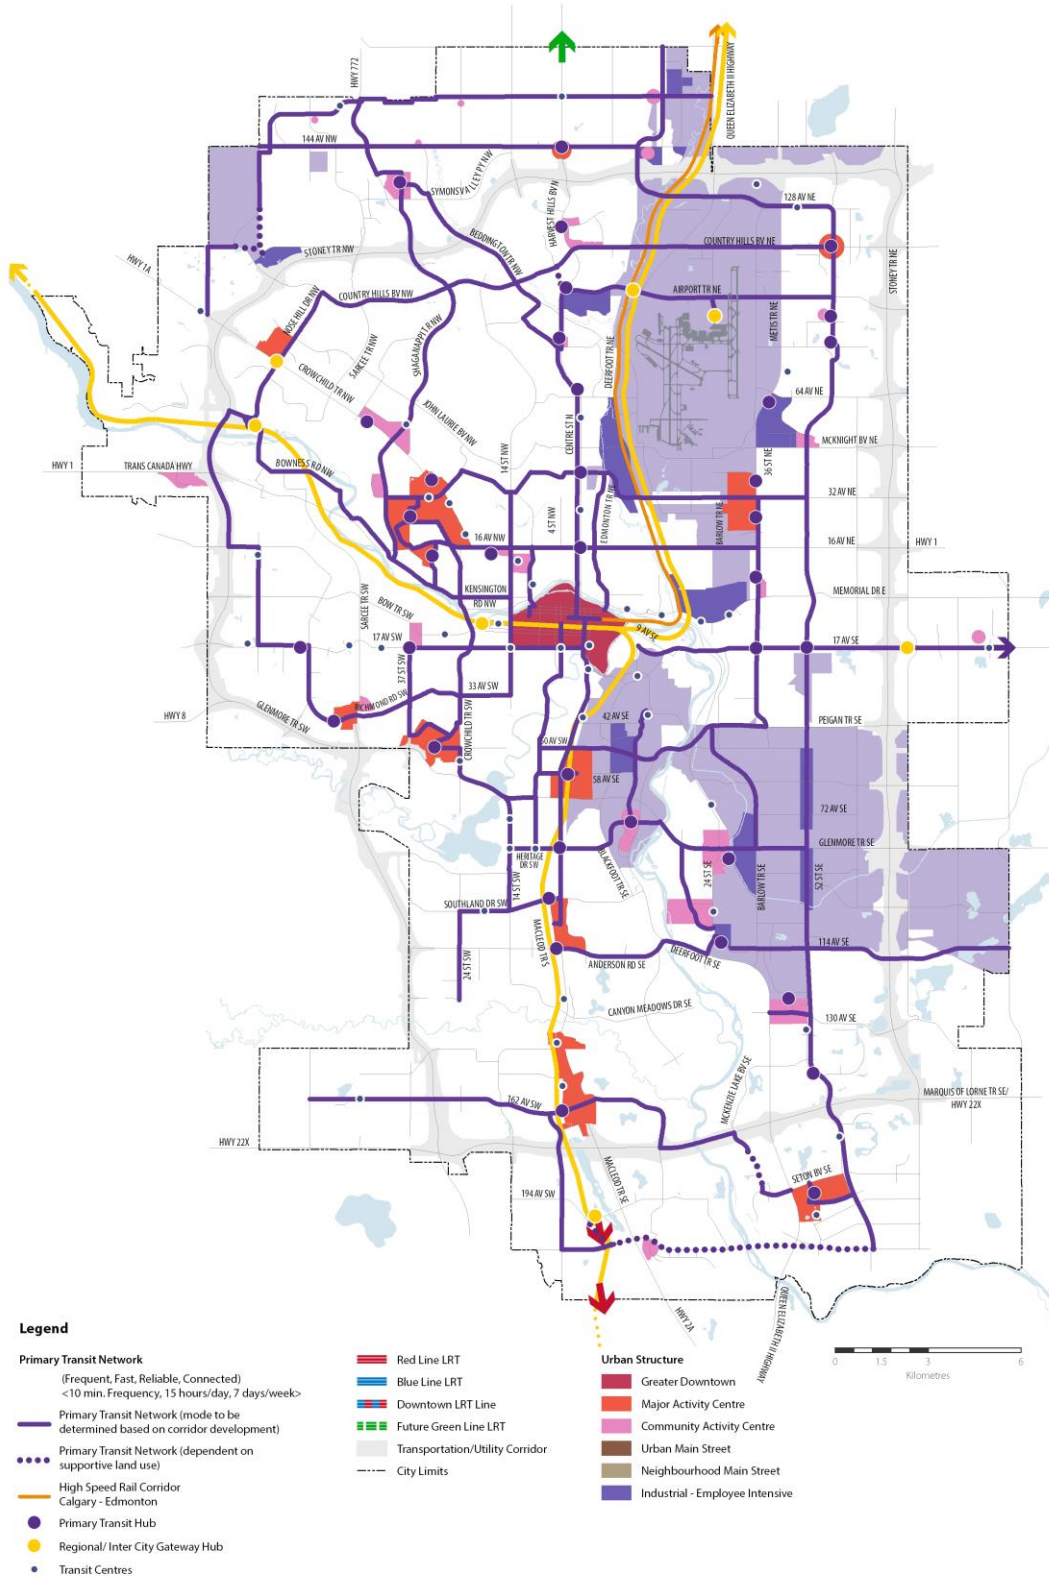 HWY 772
QUEEN ELIZABETH II HIGHWAY
144 AV NW
SYMONS VALLEY PY NW
HARVEST HILLS BV N
128 AV NE
BEDDINGTON TR NW
COUNTRY HILLS BV NE
STONEY TR NW
STONEY TR NE
HWY 1A
COUNTRY HILLS BV NW
AIRPORT TR NE
NOSE HILL DR NW
METIS TR NE
SARCEE TR NW
SHAGANAPPI TR NW
DEERFOOT TR NE
CROWCHILD TR NW
64 AV NE
JOHN LAURIE BV NW
CENTRE ST N
MCKNIGHT BV NE
14 ST NW
36 ST NE
HWY 1
TRANS CANADA HWY
BOWNESS RD NW
32 AV NE
EDMONTON TR NE
4 ST NW
BARLOW TR NE
16 AV NW
16 AV NE
HWY 1
KENSINGTON
RD NW
MEMORIAL DR E
BOW TR SW
SARCEE TR SW
9 AV SE
17 AV SW
17 AV SE
37 ST SW
33 AV SW
RICHMOND RD SW
GLENMORE TR SW
HWY 8
CROWCHILD TR SW
42 AV SE
PEIGAN TR SE
50 AV SW
58 AV SE
72 AV SE
GLENMORE TR SE
HERITAGE
DR SW
BLACKFOOT TR SE
24 ST SE
BARLOW TR SE
52 ST SE
14 ST SW
SOUTHLAND DR SW
MACLEOD TR S
24 ST SW
ANDERSON RD SE
DEERFOOT TR SE
114 AV SE
CANYON MEADOWS DR SE
130 AV SE
MCKENZIE LAKE BV SE
MARQUIS OF LORNE TR SE/
HWY 22X
162 AV SW
HWY 22X
MACLEOD TR SE
SETON BV SE
194 AV SW
HWY 2A
QUEEN ELIZABETH II HIGHWAY
0 1.5 3 6
Kilometres
Legend
Primary Transit Network
(Frequent, Fast, Reliable, Connected)
<10 min. Frequency, 15 hours/day, 7 days/week>
Primary Transit Network (mode to be
determined based on corridor development)
Primary Transit Network (dependent on
supportive land use)
High Speed Rail Corridor
Calgary - Edmonton
Primary Transit Hub
Regional/ Inter City Gateway Hub
Transit Centres
Red Line LRT
Blue Line LRT
Downtown LRT Line
Future Green Line LRT
Transportation/Utility Corridor
City Limits
Urban Structure
Greater Downtown
Major Activity Centre
Community Activity Centre
Urban Main Street
Neighbourhood Main Street
Industrial - Employee Intensive